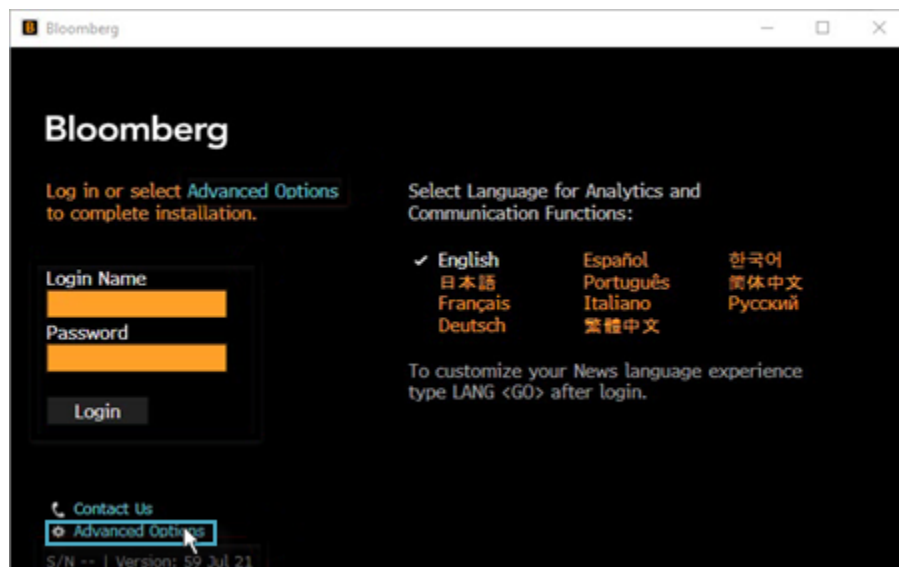 Bloomberg
Bloomberg
Log in or select Advanced Options
to complete installation.
Login Name
Password
Login
Contact Us
Advanced Options
S/N -- | Version: 59 Jul 21
Select Language for Analytics and
Communication Functions:
English Español 한국어
日本語 Português 简体中文
Français Italiano Русский
Deutsch 繁體中文
To customize your News language experience
type LANG <GO> after login.